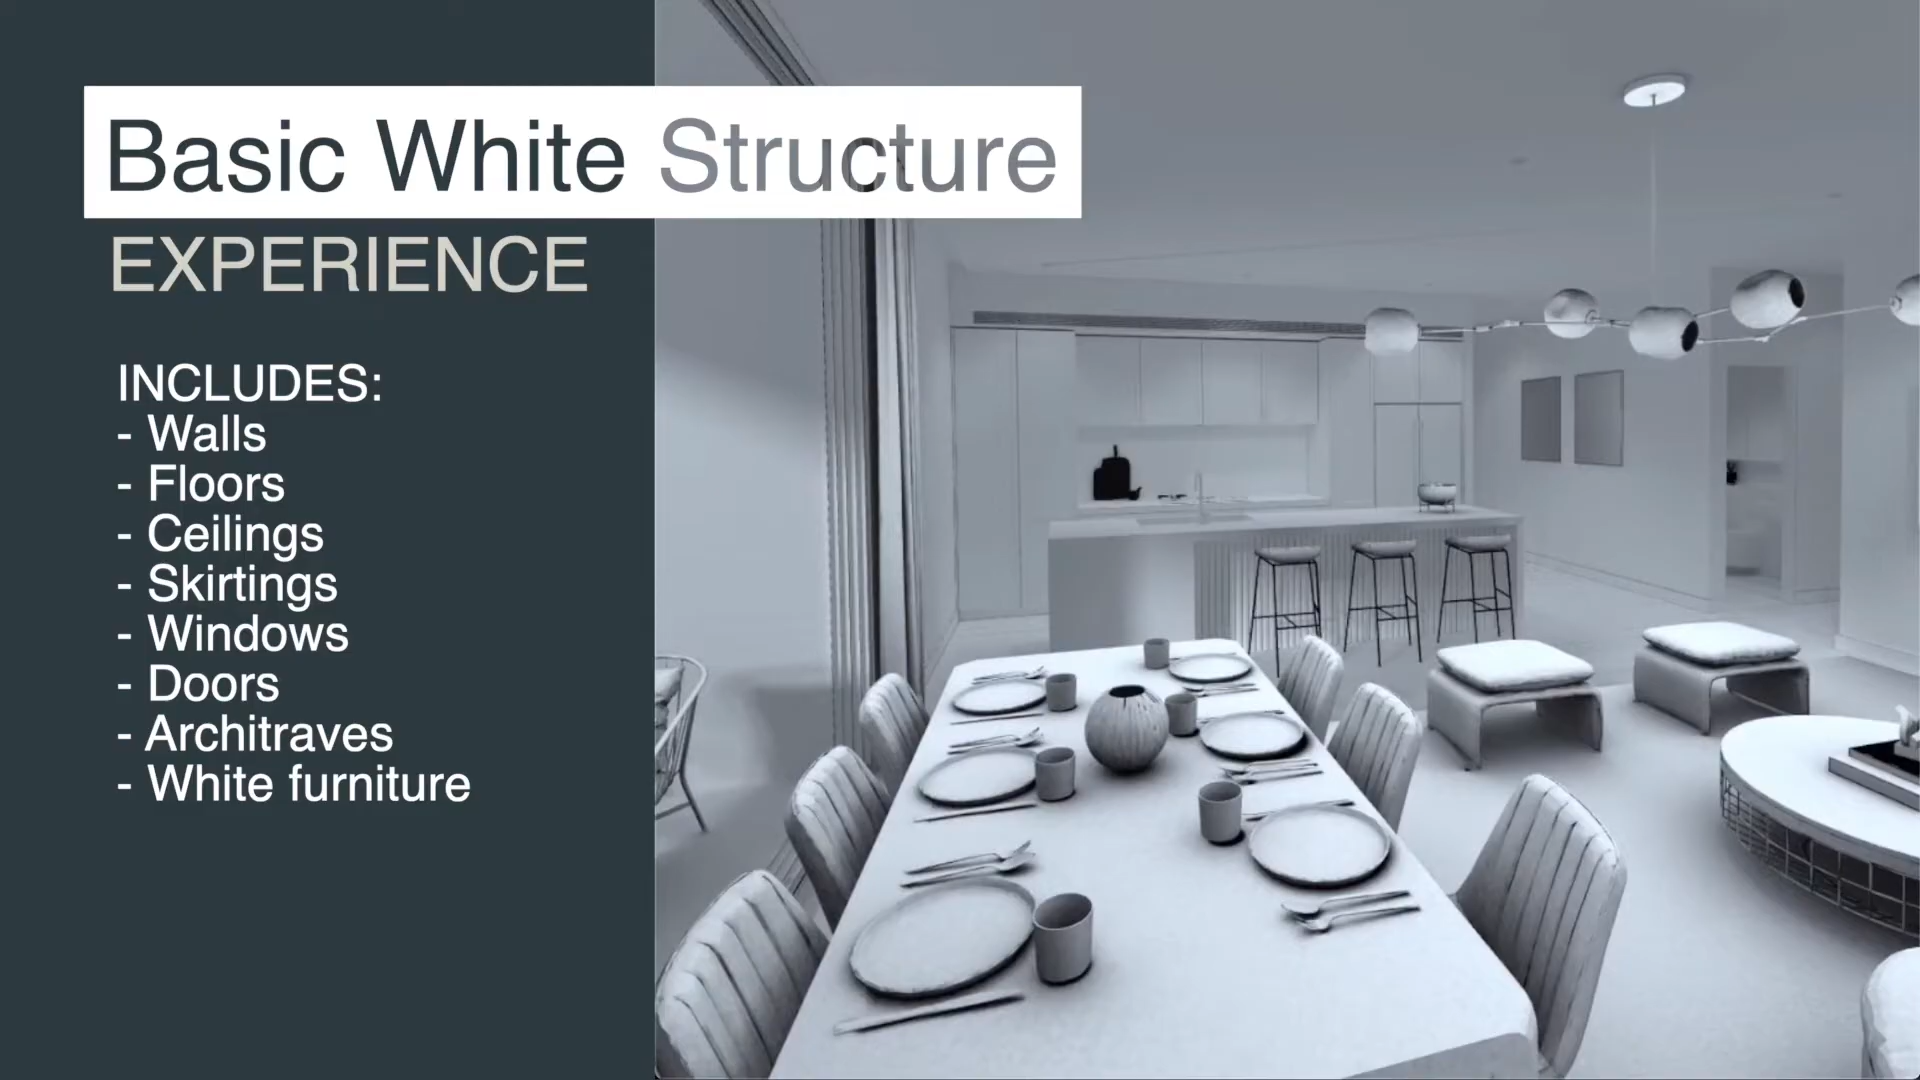 Basic White Structure
EXPERIENCE
INCLUDES:
- Walls
- Floors
- Ceilings
- Skirtings
- Windows
- Doors
- Architraves
- White furniture